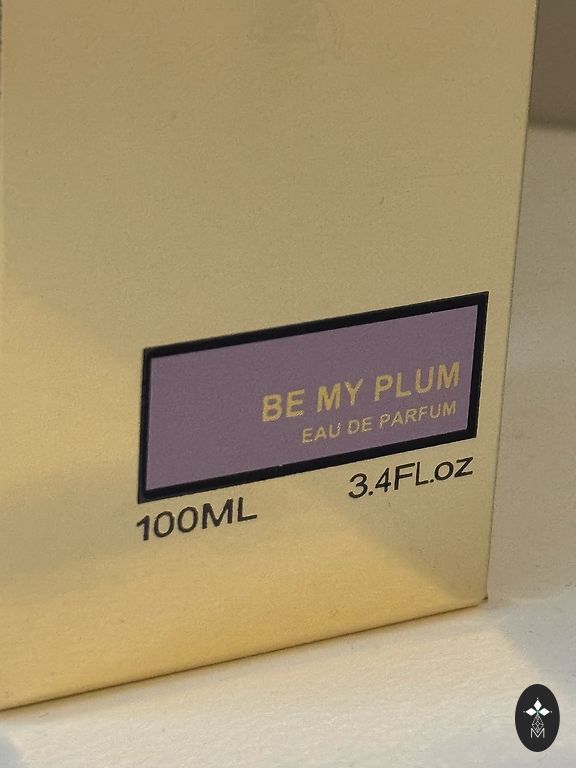 BE MY PLUM
EAU DE PARFUM
100ML 3.4FL.oz
M